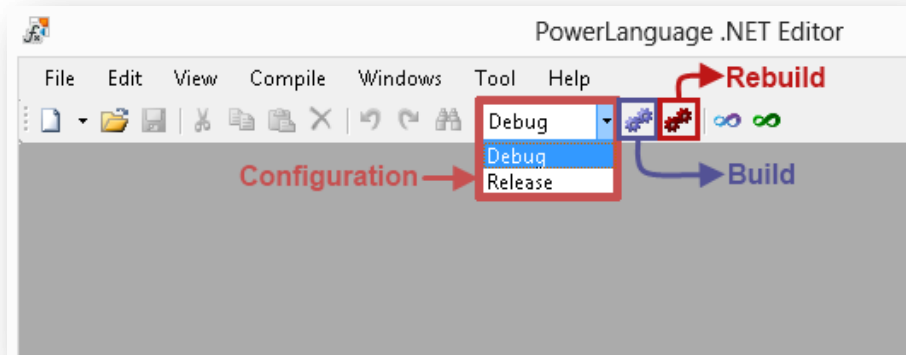 PowerLanguage .NET Editor
File Edit View Compile Windows Tool Help
Rebuild
Debug
Debug
Configuration
Release
Build